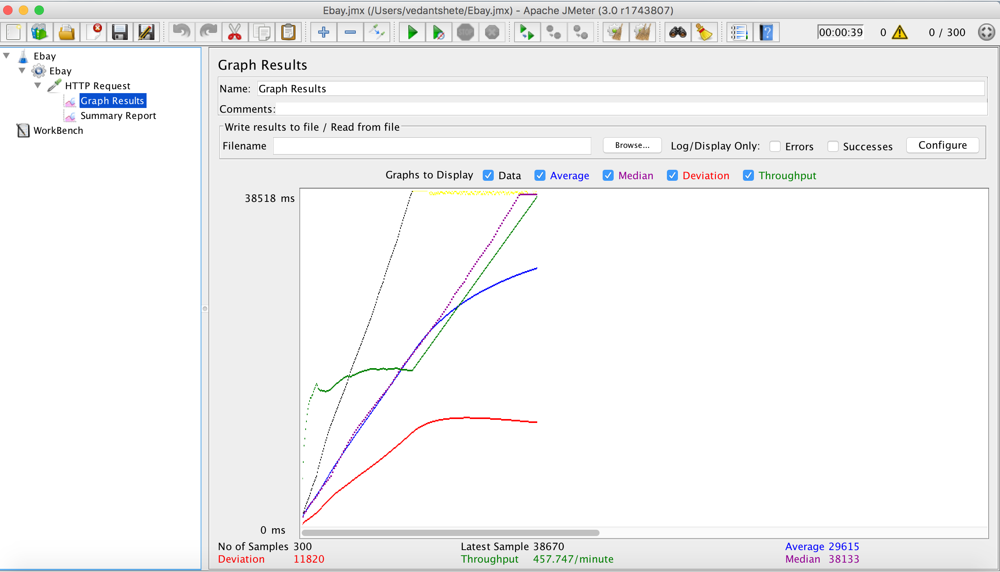 Ebay.jmx (/Users/vedantshete/Ebay.jmx) - Apache JMeter (3.0 r1743807)
STOP
00:00:39 0 0 / 300
Ebay
Ebay
HTTP Request
Graph Results
Summary Report
WorkBench
Graph Results
Name: Graph Results
Comments:
Write results to file / Read from file
Filename Browse... Log/Display Only: Errors Successes Configure
Graphs to Display Data Average Median Deviation Throughput
38518 ms
0 ms
No of Samples 300 Latest Sample 38670 Average 29615
Deviation 11820 Throughput 457.747/minute Median 38133